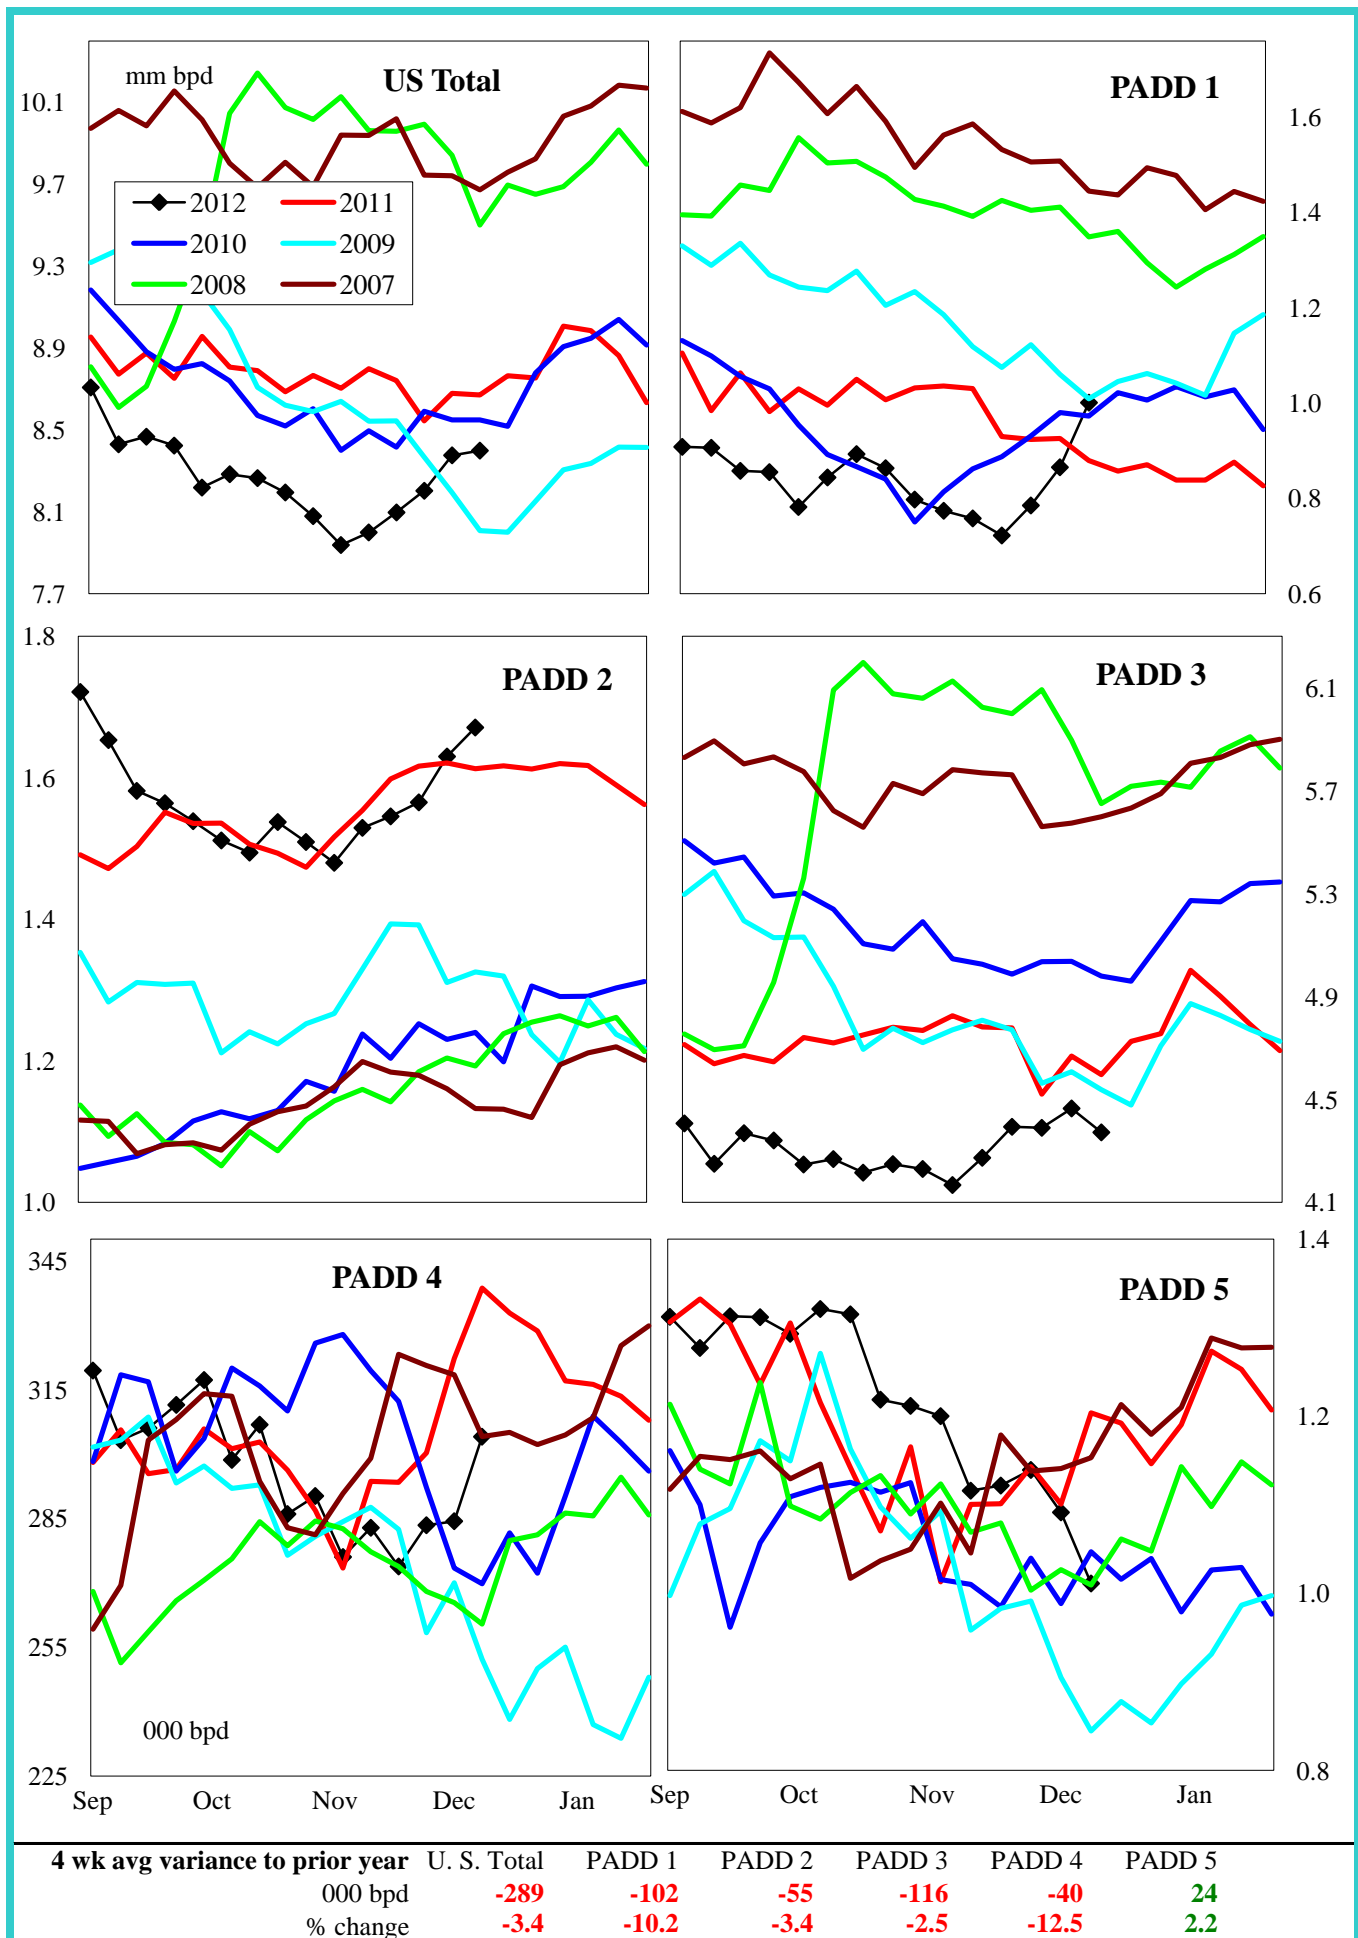 mm bpd
US Total
10.1
9.7
9.3
8.9
8.5
8.1
7.7
2012 2011
2010 2009
2008 2007
PADD 1
1.6
1.4
1.2
1.0
0.8
0.6
PADD 2
1.8
1.6
1.4
1.2
1.0
PADD 3
6.1
5.7
5.3
4.9
4.5
4.1
PADD 4
345
315
285
255
225
000 bpd
Sep Oct Nov Dec Jan
PADD 5
1.4
1.2
1.0
0.8
Sep Oct Nov Dec Jan
4 wk avg variance to prior year U. S. Total PADD 1 PADD 2 PADD 3 PADD 4 PADD 5
000 bpd -289 -102 -55 -116 -40 24
% change -3.4 -10.2 -3.4 -2.5 -12.5 2.2